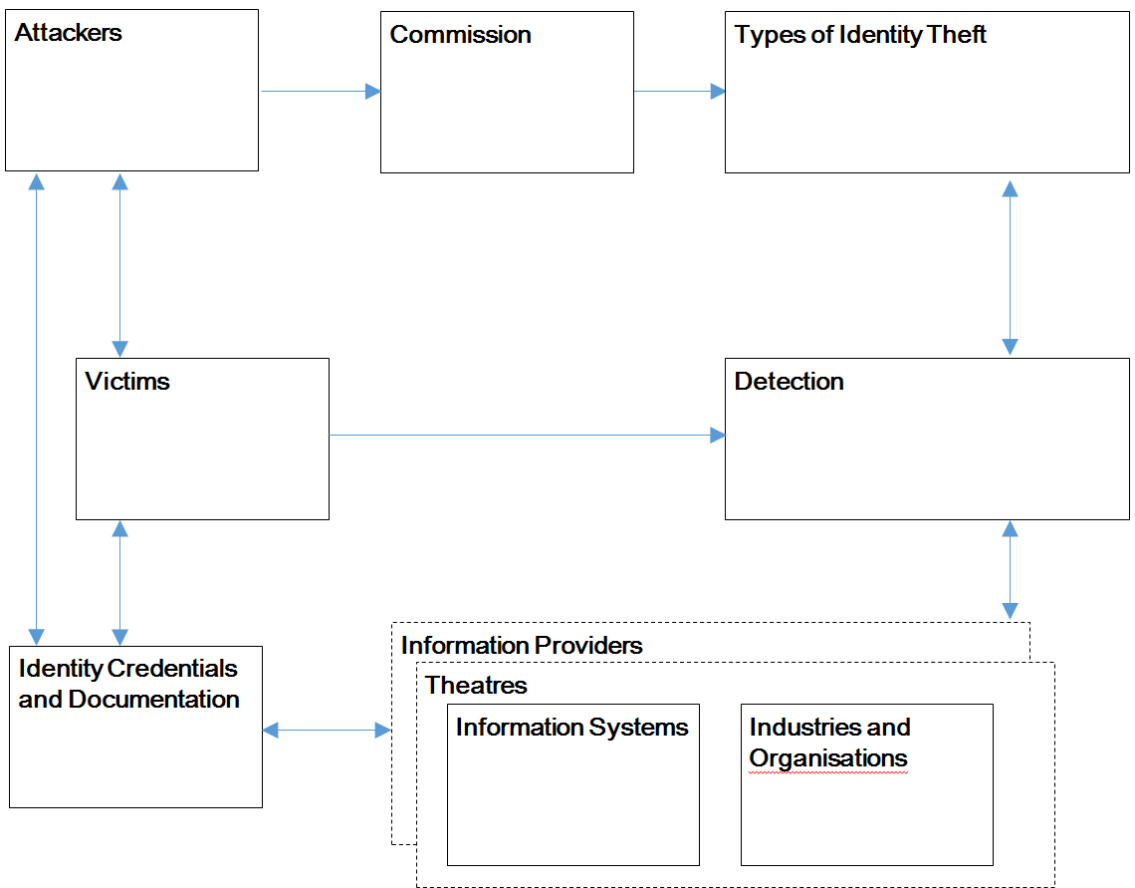 Attackers
Commission
Types of Identity Theft
Victims
Detection
Identity Credentials
and Documentation
Information Providers
Theatres
Information Systems
Industries and
Organisations